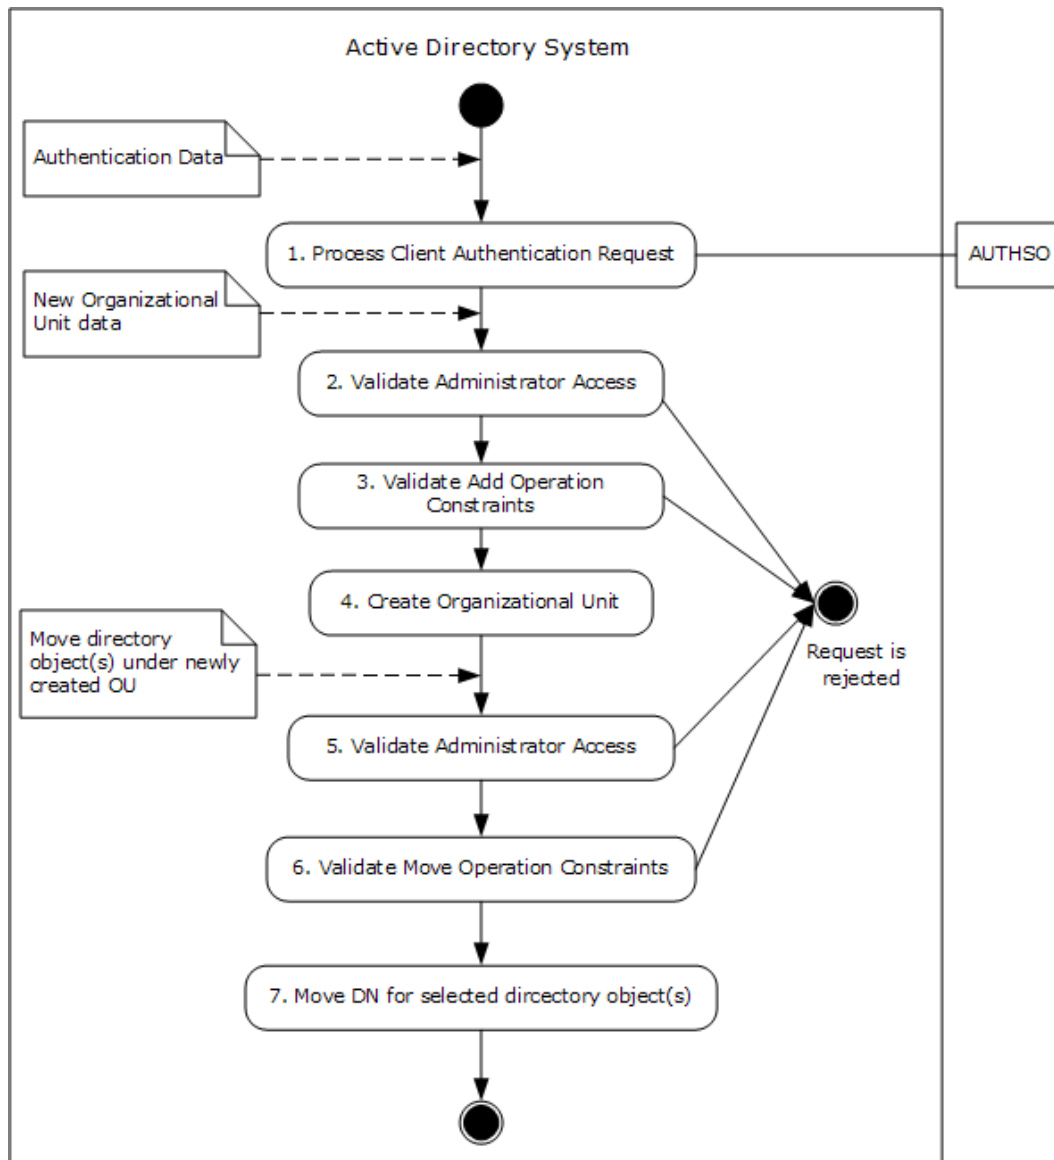 Active Directory System
Authentication Data
1. Process Client Authentication Request
AUTHSO
New Organizational
Unit data
2. Validate Administrator Access
3. Validate Add Operation
Constraints
4. Create Organizational Unit
Move directory
object(s) under newly
created OU
Request is
rejected
5. Validate Administrator Access
6. Validate Move Operation Constraints
7. Move DN for selected dircectory object(s)